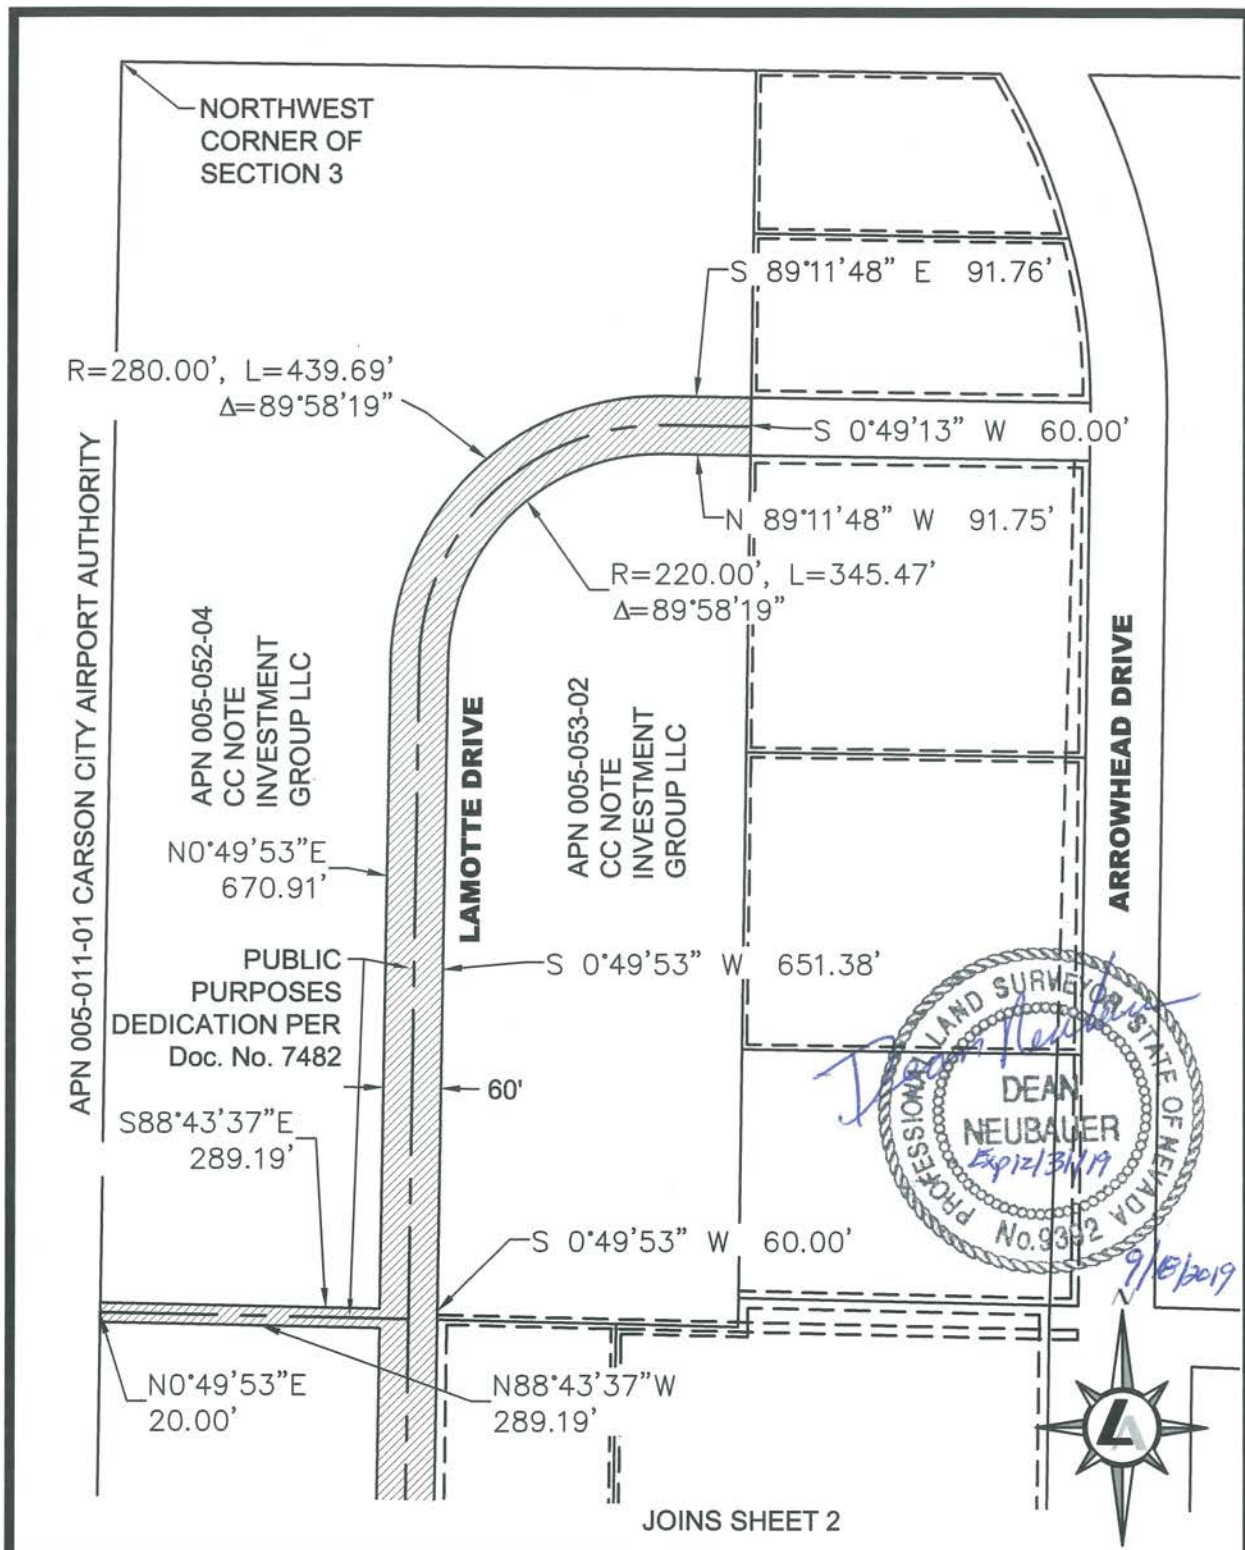 NORTHWEST
CORNER OF
SECTION 3
S 89°11'48" E 91.76'
R=280.00', L=439.69'
Δ=89°58'19"
S 0°49'13" W 60.00'
N 89°11'48" W 91.75'
R=220.00', L=345.47'
Δ=89°58'19"
APN 005-011-01 CARSON CITY AIRPORT AUTHORITY
APN 005-052-04
CC NOTE
INVESTMENT
GROUP LLC
LAMOTTE DRIVE
APN 005-053-02
CC NOTE
INVESTMENT
GROUP LLC
ARROWHEAD DRIVE
N0°49'53"E
670.91'
PUBLIC
PURPOSES
DEDICATION PER
Doc. No. 7482
S 0°49'53" W 651.38'
60'
S88°43'37"E
289.19'
S 0°49'53" W 60.00'
PROFESSIONAL LAND SURVEYOR STATE OF NEVADA
Dean Neubauer
DEAN
NEUBAUER
Exp 12/31/19
No. 9392
N
N0°49'53"E
20.00'
N88°43'37"W
289.19'
LA
JOINS SHEET 2